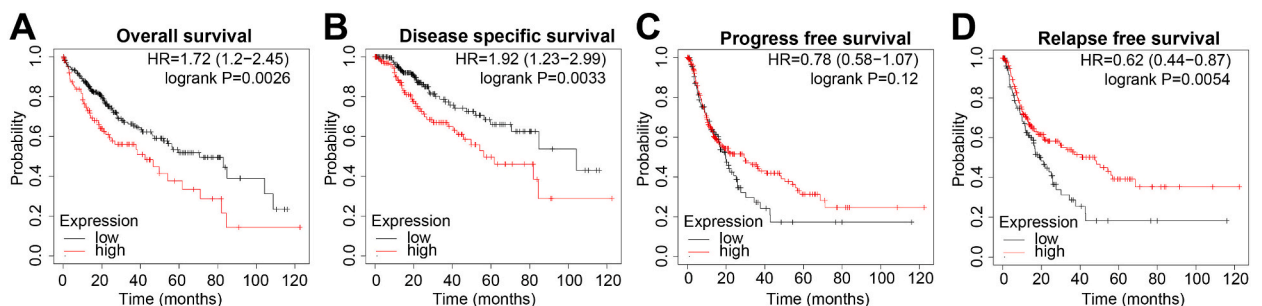 A
Overall survival
HR=1.72 (1.2−2.45)
logrank P=0.0026
Probability
1.0
0.8
0.6
0.4
0.2
0.0
Expression
low
high
0 20 40 60 80 100 120
Time (months)
B
Disease specific survival
HR=1.92 (1.23−2.99)
logrank P=0.0033
Probability
1.0
0.8
0.6
0.4
0.2
0.0
Expression
low
high
0 20 40 60 80 100 120
Time (months)
C
Progress free survival
HR=0.78 (0.58−1.07)
logrank P=0.12
Probability
1.0
0.8
0.6
0.4
0.2
0.0
Expression
low
high
0 20 40 60 80 100 120
Time (months)
D
Relapse free survival
HR=0.62 (0.44−0.87)
logrank P=0.0054
Probability
1.0
0.8
0.6
0.4
0.2
0.0
Expression
low
high
0 20 40 60 80 100 120
Time (months)